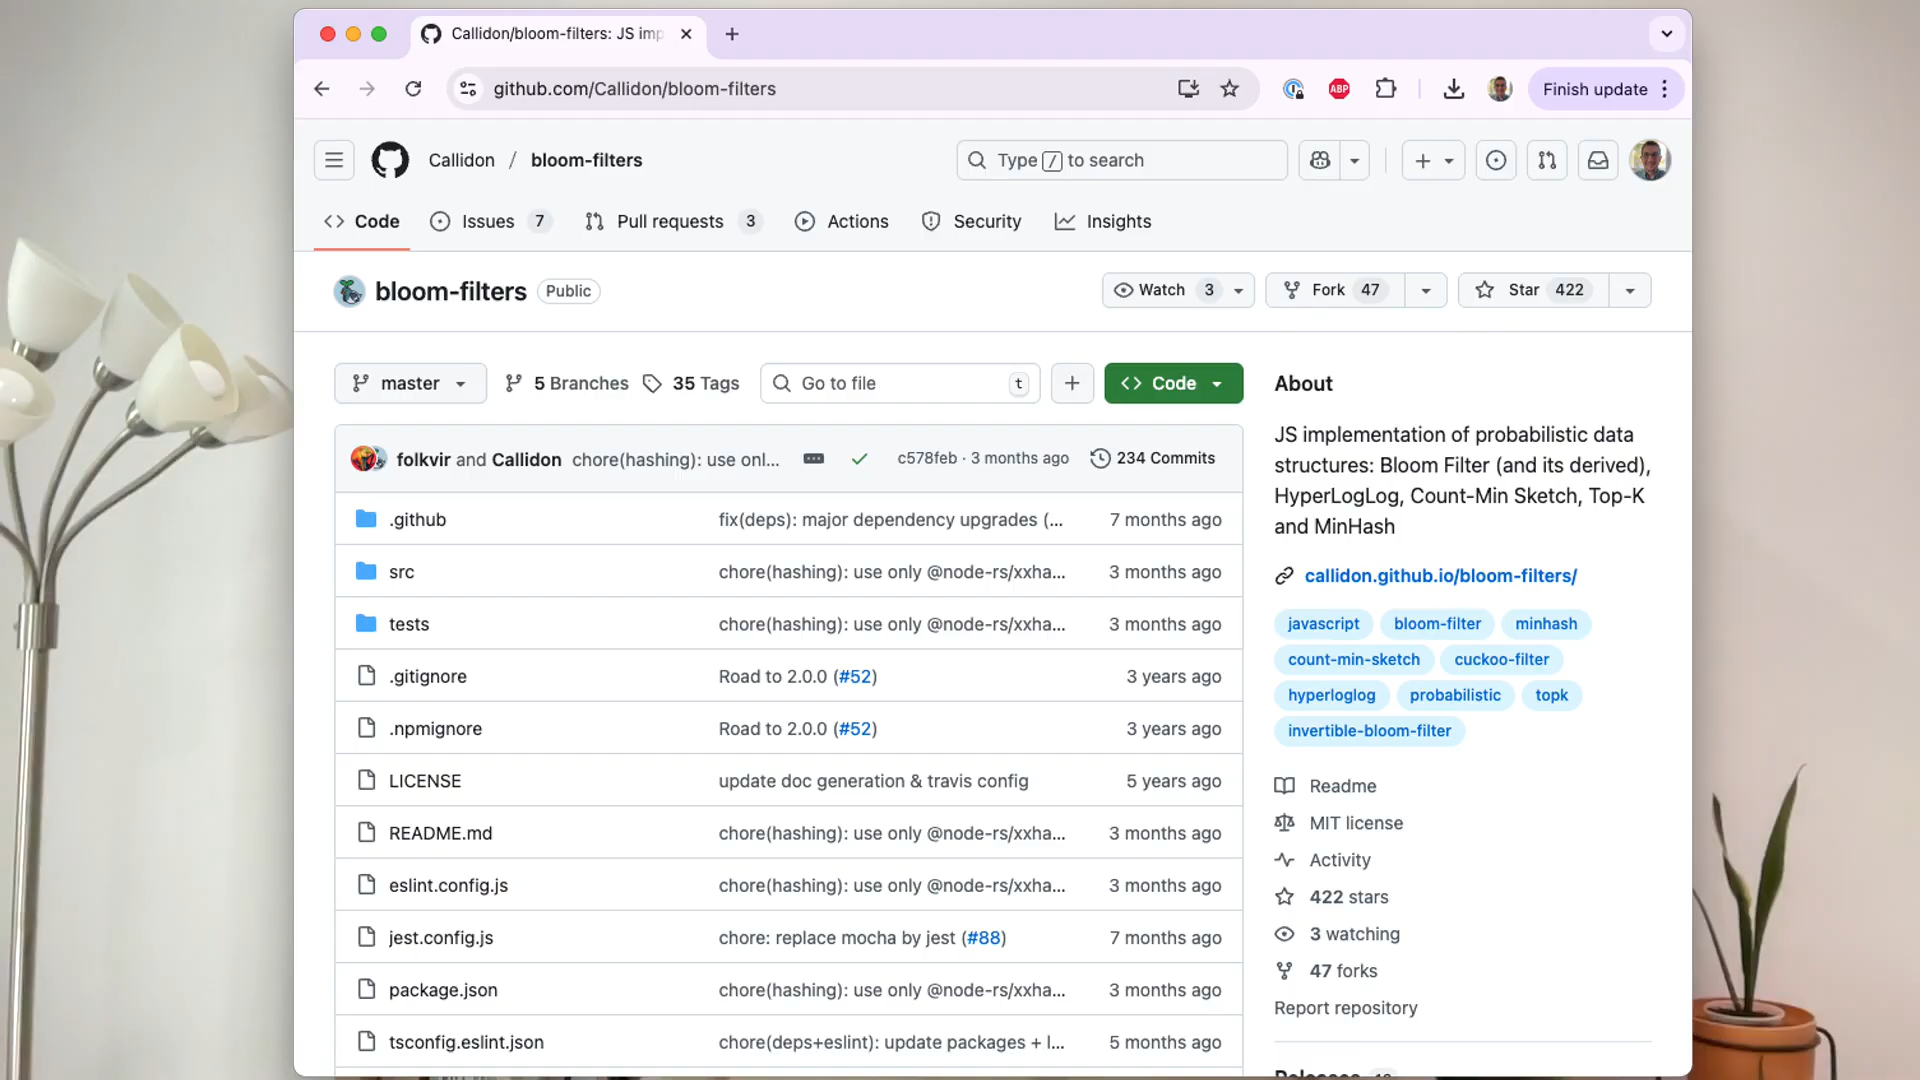 Callidon/bloom-filters: JS imp
github.com/Callidon/bloom-filters
ABP
Finish update
Callidon / bloom-filters
Type / to search
Code
Issues 7
Pull requests 3
Actions
Security
Insights
bloom-filters Public
Watch 3
Fork 47
Star 422
master
5 Branches
35 Tags
Go to file t
Code
folkvir and Callidon chore(hashing): use onl... c578feb · 3 months ago 234 Commits
.github fix(deps): major dependency upgrades (... 7 months ago
src chore(hashing): use only @node-rs/xxha... 3 months ago
tests chore(hashing): use only @node-rs/xxha... 3 months ago
.gitignore Road to 2.0.0 (#52) 3 years ago
.npmignore Road to 2.0.0 (#52) 3 years ago
LICENSE update doc generation & travis config 5 years ago
README.md chore(hashing): use only @node-rs/xxha... 3 months ago
eslint.config.js chore(hashing): use only @node-rs/xxha... 3 months ago
jest.config.js chore: replace mocha by jest (#88) 7 months ago
package.json chore(hashing): use only @node-rs/xxha... 3 months ago
tsconfig.eslint.json chore(deps+eslint): update packages + l... 5 months ago
About
JS implementation of probabilistic data
structures: Bloom Filter (and its derived),
HyperLogLog, Count-Min Sketch, Top-K
and MinHash
callidon.github.io/bloom-filters/
javascript bloom-filter minhash
count-min-sketch cuckoo-filter
hyperloglog probabilistic topk
invertible-bloom-filter
Readme
MIT license
Activity
422 stars
3 watching
47 forks
Report repository
Releases